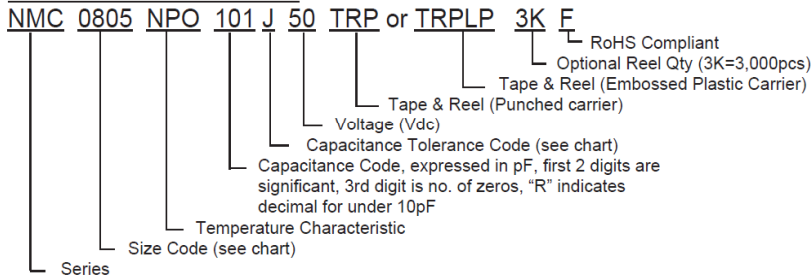 NMC 0805 NPO 101 J 50 TRP or TRPLP 3K F
RoHS Compliant
Optional Reel Qty (3K=3,000pcs)
Tape & Reel (Embossed Plastic Carrier)
Tape & Reel (Punched carrier)
Voltage (Vdc)
Capacitance Tolerance Code (see chart)
Capacitance Code, expressed in pF, first 2 digits are
significant, 3rd digit is no. of zeros, “R” indicates
decimal for under 10pF
Temperature Characteristic
Size Code (see chart)
Series